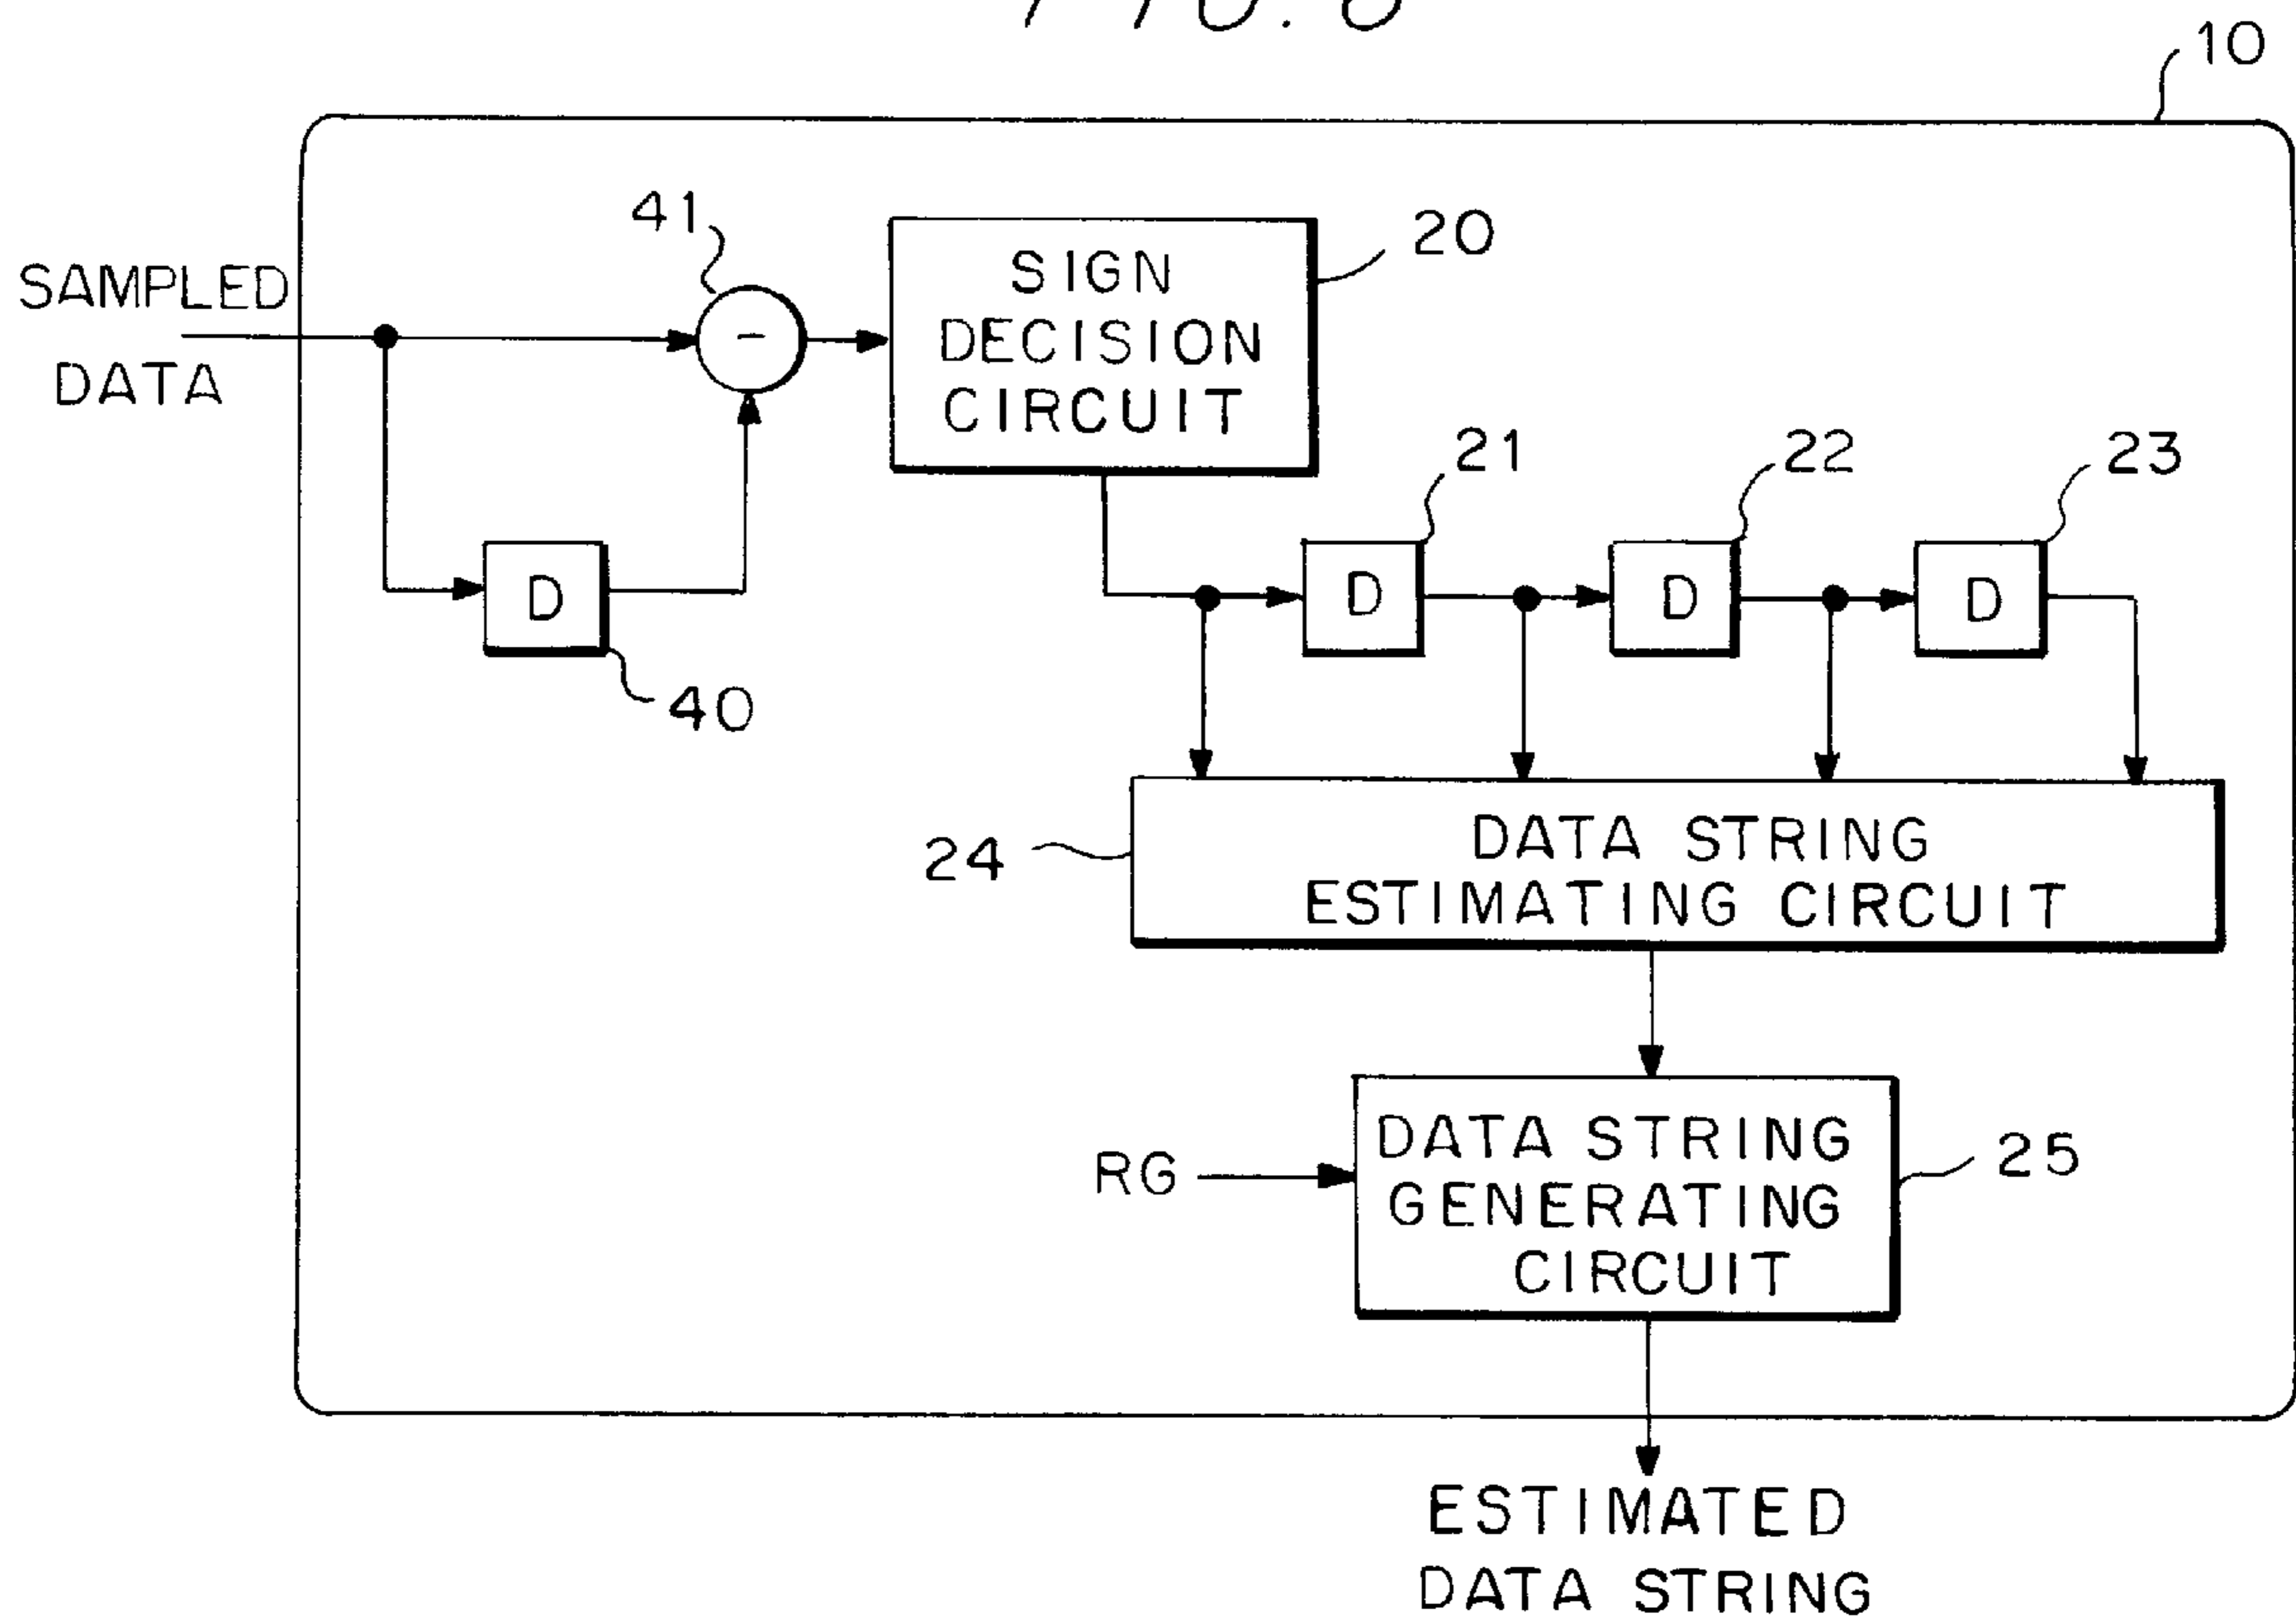 10
41
20
SAMPLED
DATA
SIGN
DECISION
CIRCUIT
-
21
22
23
D
D
D
D
40
24
DATA STRING
ESTIMATING CIRCUIT
RG
DATA STRING
GENERATING
CIRCUIT
25
ESTIMATED
DATA STRING